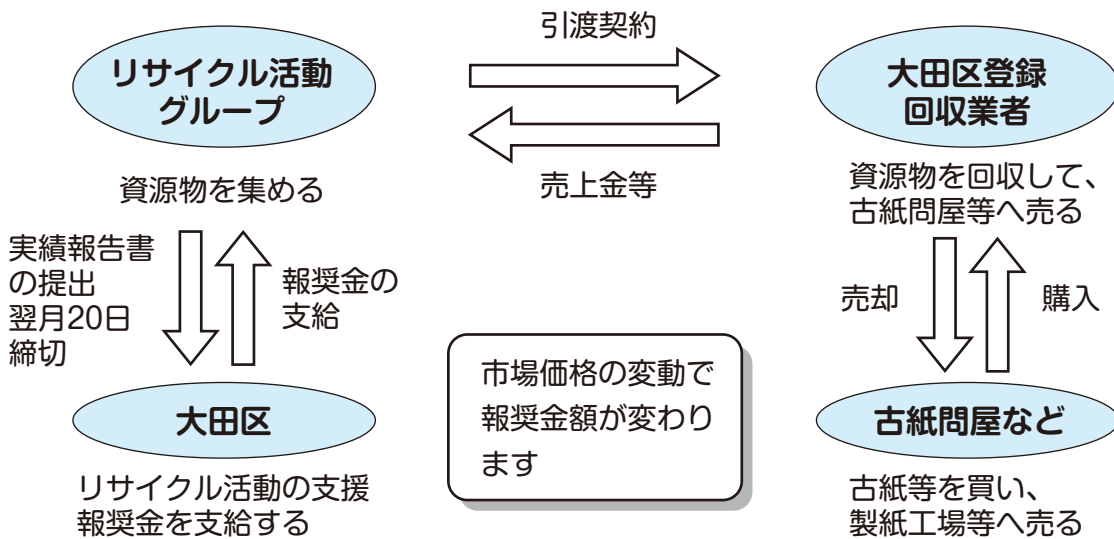 引渡契約
リサイクル活動
グループ
大田区登録
回収業者
売上金等
資源物を集める
資源物を回収して、
古紙問屋等へ売る
実績報告書
の提出
翌月20日
締切
報奨金の
支給
売却
購入
市場価格の変動で
報奨金額が変わり
ます
大田区
古紙問屋など
リサイクル活動の支援
報奨金を支給する
古紙等を買い、
製紙工場等へ売る